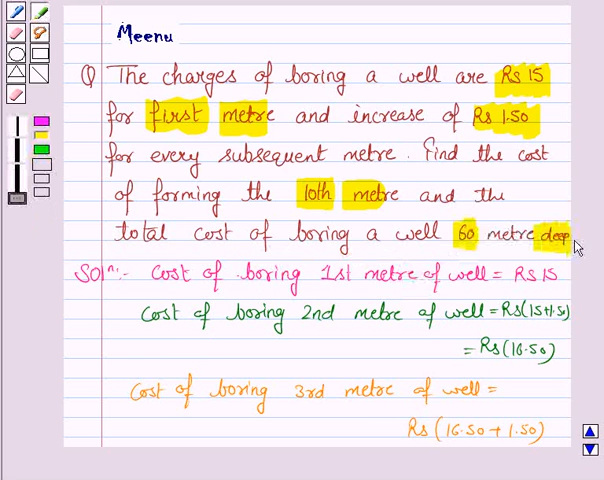 Meenu
Q The charges of boring a well are Rs 15
for first metre and increase of Rs 1.50
for every subsequent metre. Find the cost
of forming the 10th metre and the
total cost of boring a well 60 metre deep
Solⁿ:- Cost of boring 1st metre of well = Rs 15
Cost of boring 2nd metre of well = Rs (15+1.50)
= Rs (16.50)
Cost of boring 3rd metre of well =
Rs (16.50 + 1.50)